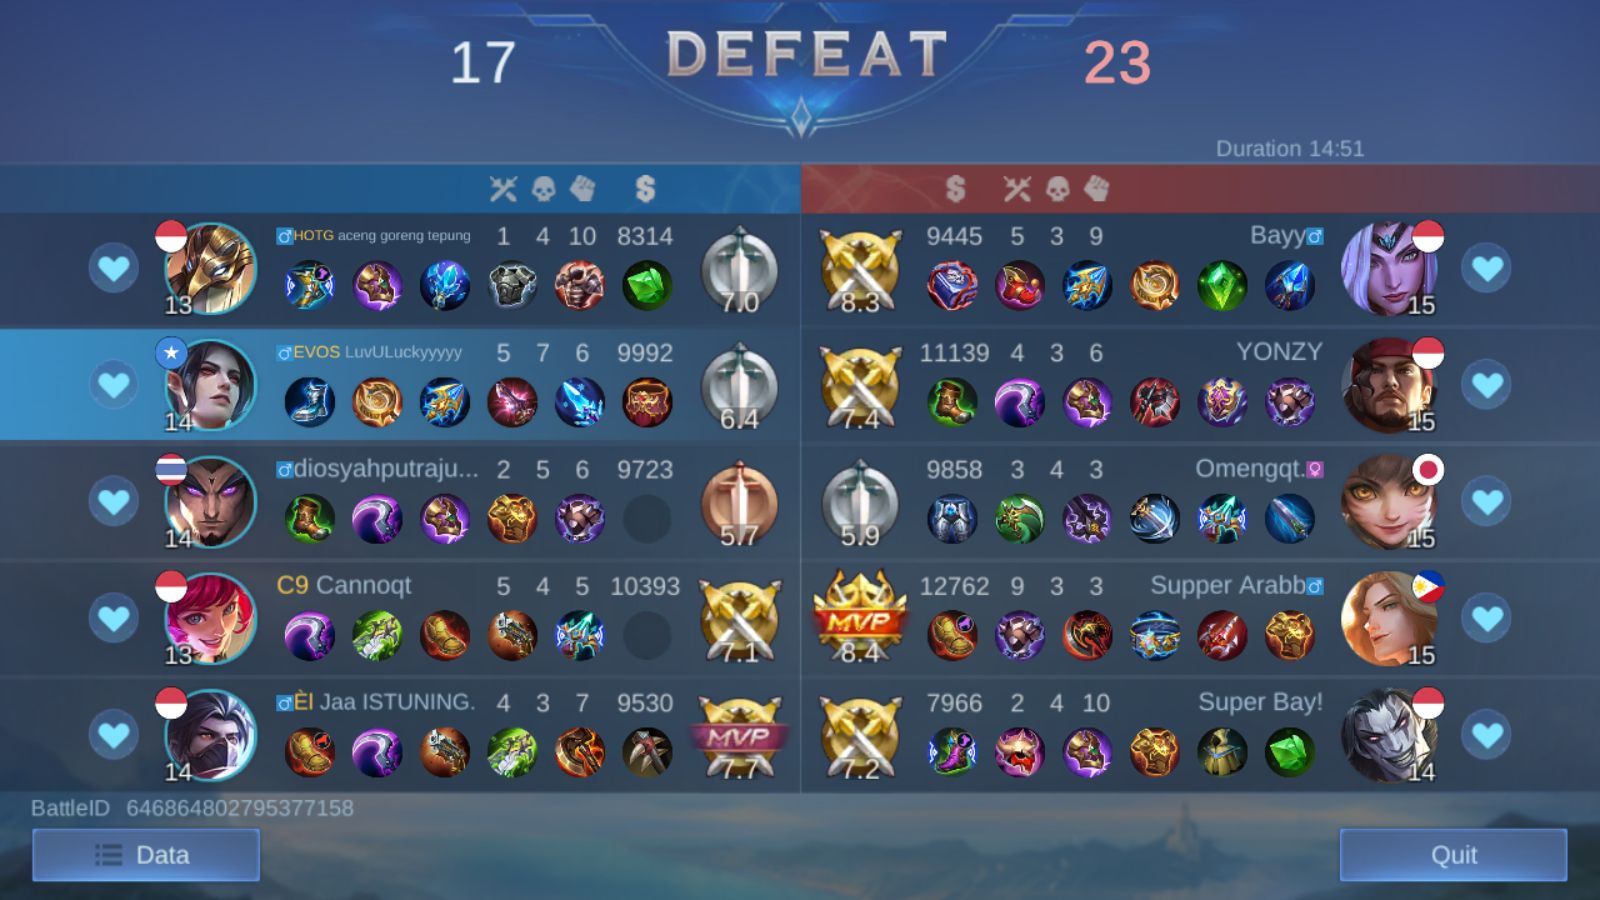 17 DEFEAT 23
Duration 14:51
13 HOTG aceng goreng tepung 1 4 10 8314 7.0
8.3 9445 5 3 9 Bayy 15
14 EVOS LuvULuckyyyyy 5 7 6 9992 6.4
7.4 11139 4 3 6 YONZY 15
14 diosyahputraju... 2 5 6 9723 5.7
5.9 9858 3 4 3 Omengqt. 15
13 C9 Cannoqt 5 4 5 10393 7.1
MVP 8.4 12762 9 3 3 Supper Arabb 15
14 ÈI Jaa ISTUNING. 4 3 7 9530 MVP 7.7
7.2 7966 2 4 10 Super Bay! 14
BattleID 646864802795377158
Data
Quit